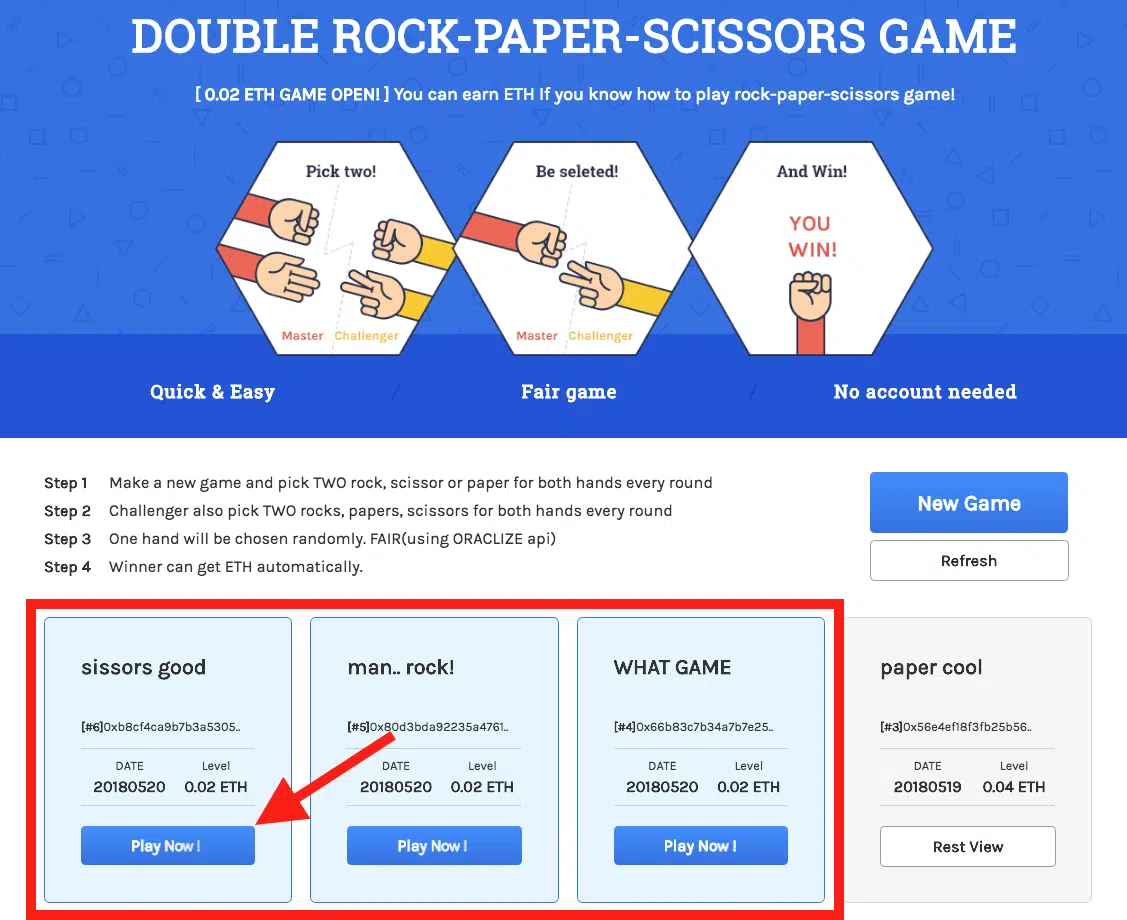 DOUBLE ROCK-PAPER-SCISSORS GAME
[ 0.02 ETH GAME OPEN! ] You can earn ETH If you know how to play rock-paper-scissors game!
Pick two!
Master Challenger
Be seleted!
Master Challenger
And Win!
YOU
WIN!
Quick & Easy / Fair game / No account needed
Step 1 Make a new game and pick TWO rock, scissor or paper for both hands every round
Step 2 Challenger also pick TWO rocks, papers, scissors for both hands every round
Step 3 One hand will be chosen randomly. FAIR(using ORACLIZE api)
Step 4 Winner can get ETH automatically.
New Game
Refresh
sissors good
[#6]0xb8cf4ca9b7b3a5305..
DATE Level
20180520 0.02 ETH
Play Now !
man.. rock!
[#5]0x80d3bda92235a4761..
DATE Level
20180520 0.02 ETH
Play Now !
WHAT GAME
[#4]0x66b83c7b34a7b7e25..
DATE Level
20180520 0.02 ETH
Play Now !
paper cool
[#3]0x56e4ef18f3fb25b56..
DATE Level
20180519 0.04 ETH
Rest View